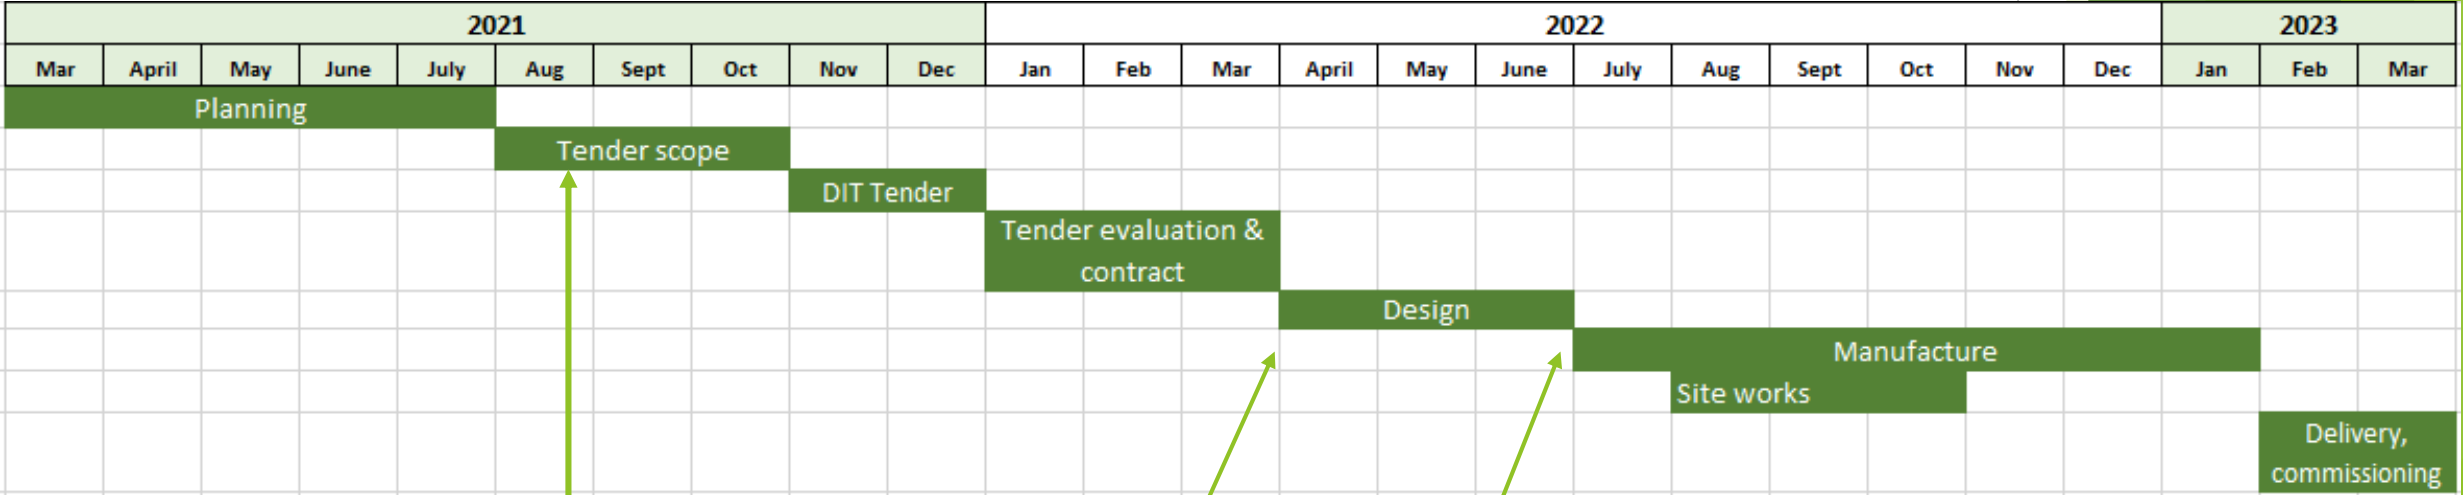 2021 2022 2023
Mar April May June July Aug Sept Oct Nov Dec Jan Feb Mar April May June July Aug Sept Oct Nov Dec Jan Feb Mar
Planning
Tender scope
DIT Tender
Tender evaluation &
contract
Design
Manufacture
Site works
Delivery,
commissioning